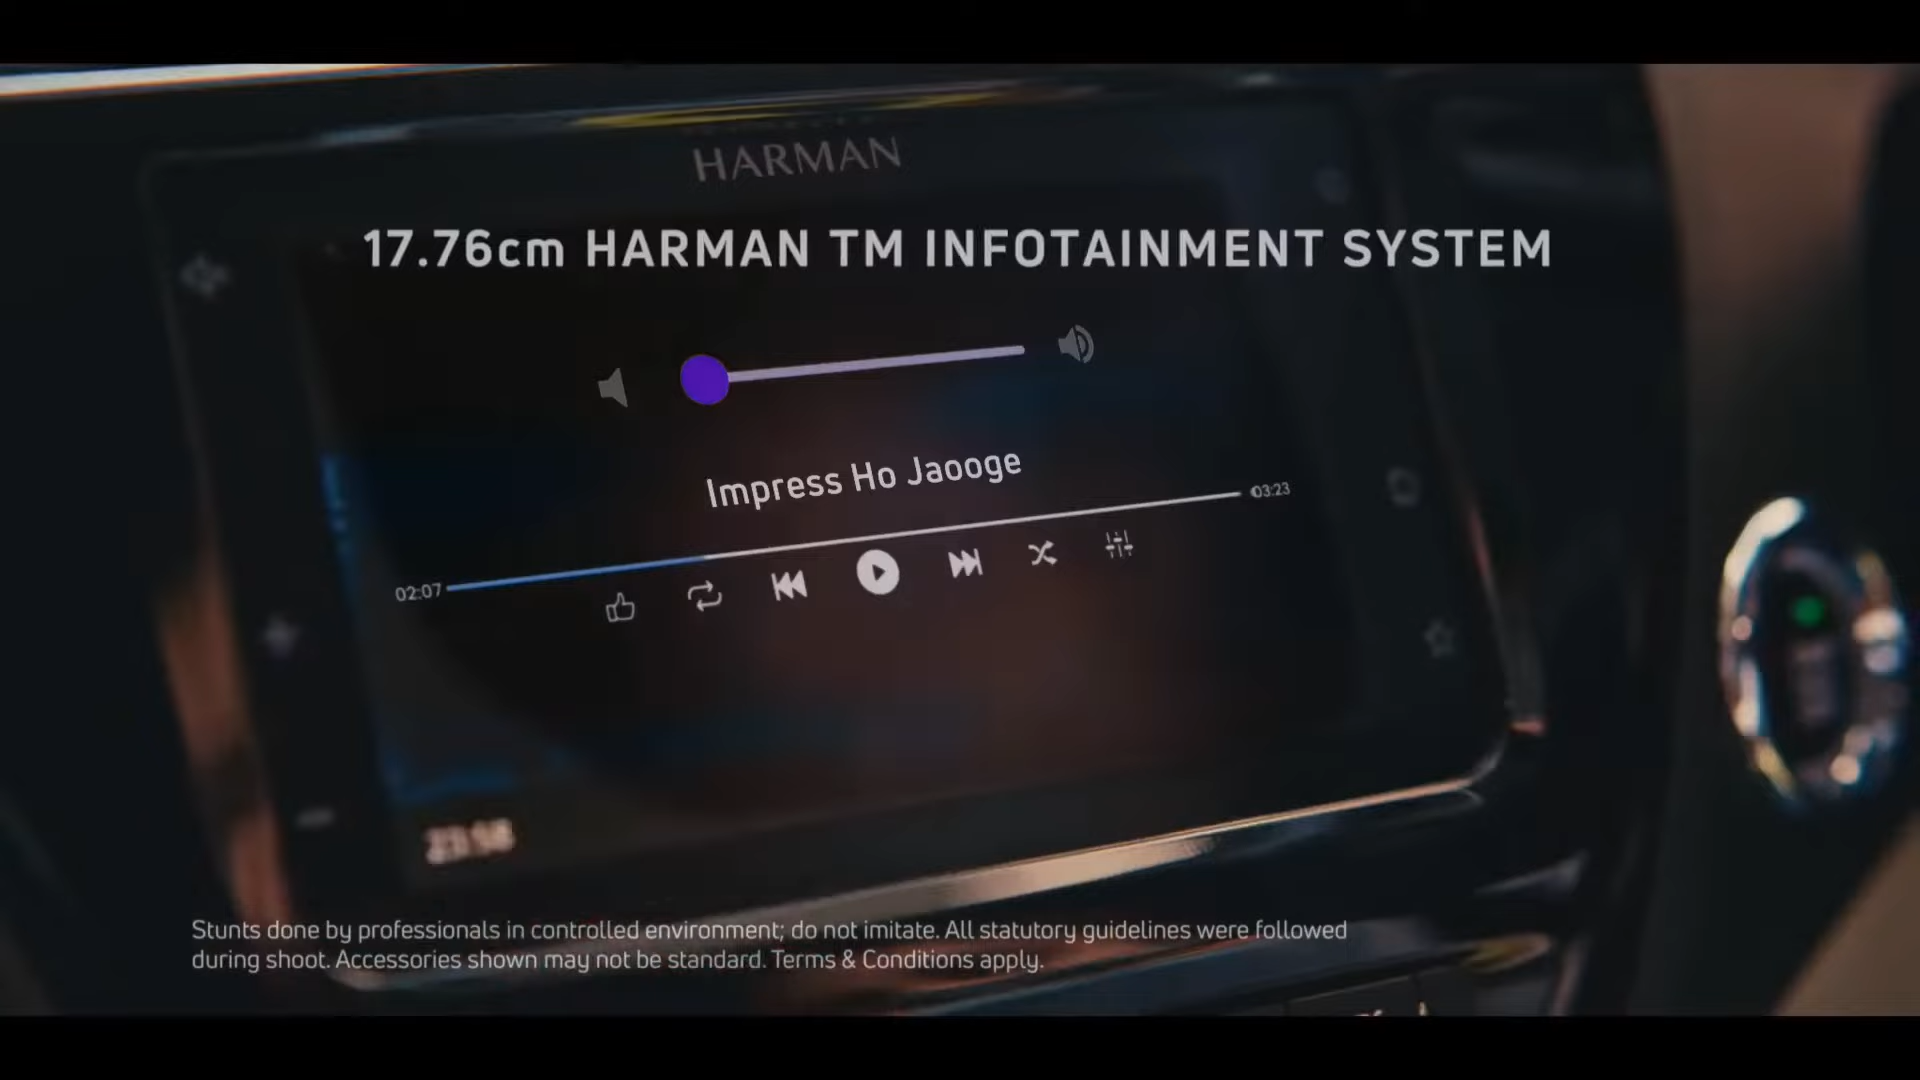 HARMAN
17.76cm HARMAN TM INFOTAINMENT SYSTEM
Impress Ho Jaooge
03:23
02:07
23:58
Stunts done by professionals in controlled environment; do not imitate. All statutory guidelines were followed
during shoot. Accessories shown may not be standard. Terms & Conditions apply.